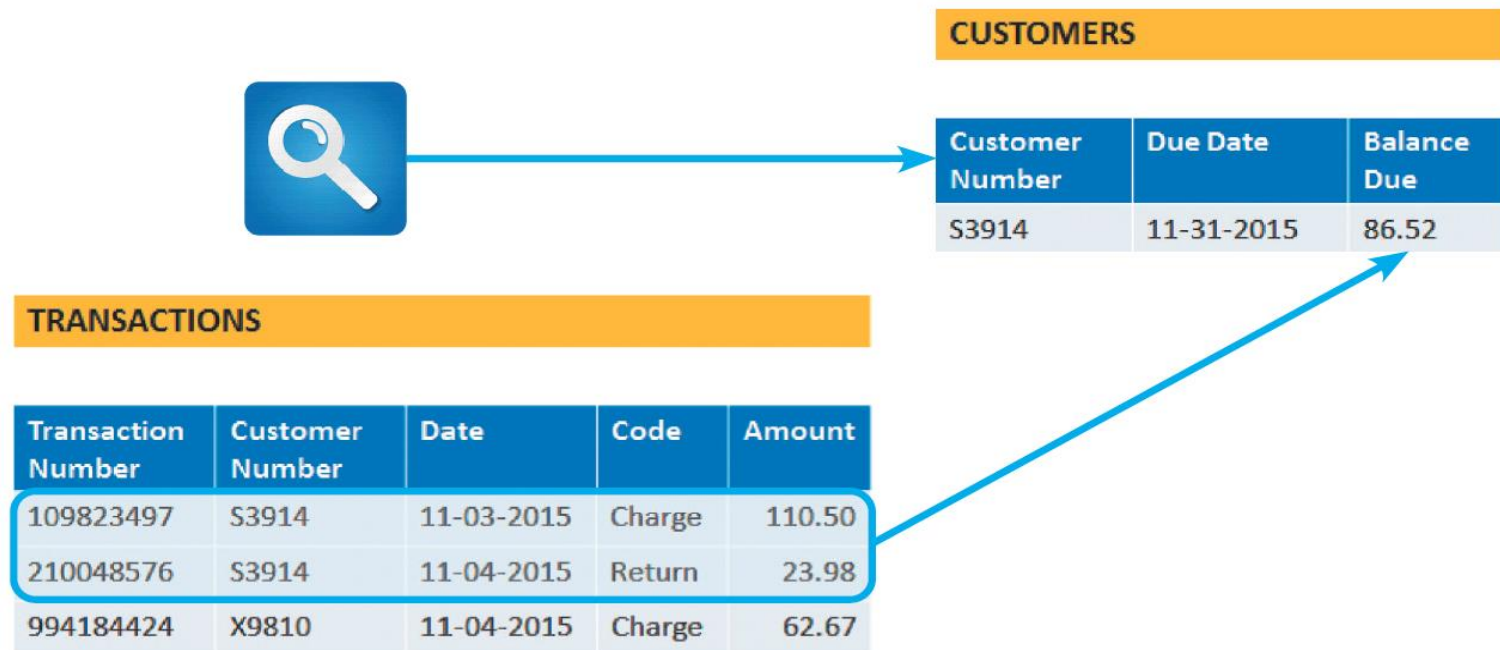 CUSTOMERS
Customer Number Due Date Balance Due
S3914 11-31-2015 86.52
TRANSACTIONS
Transaction Number Customer Number Date Code Amount
109823497 S3914 11-03-2015 Charge 110.50
210048576 S3914 11-04-2015 Return 23.98
994184424 X9810 11-04-2015 Charge 62.67